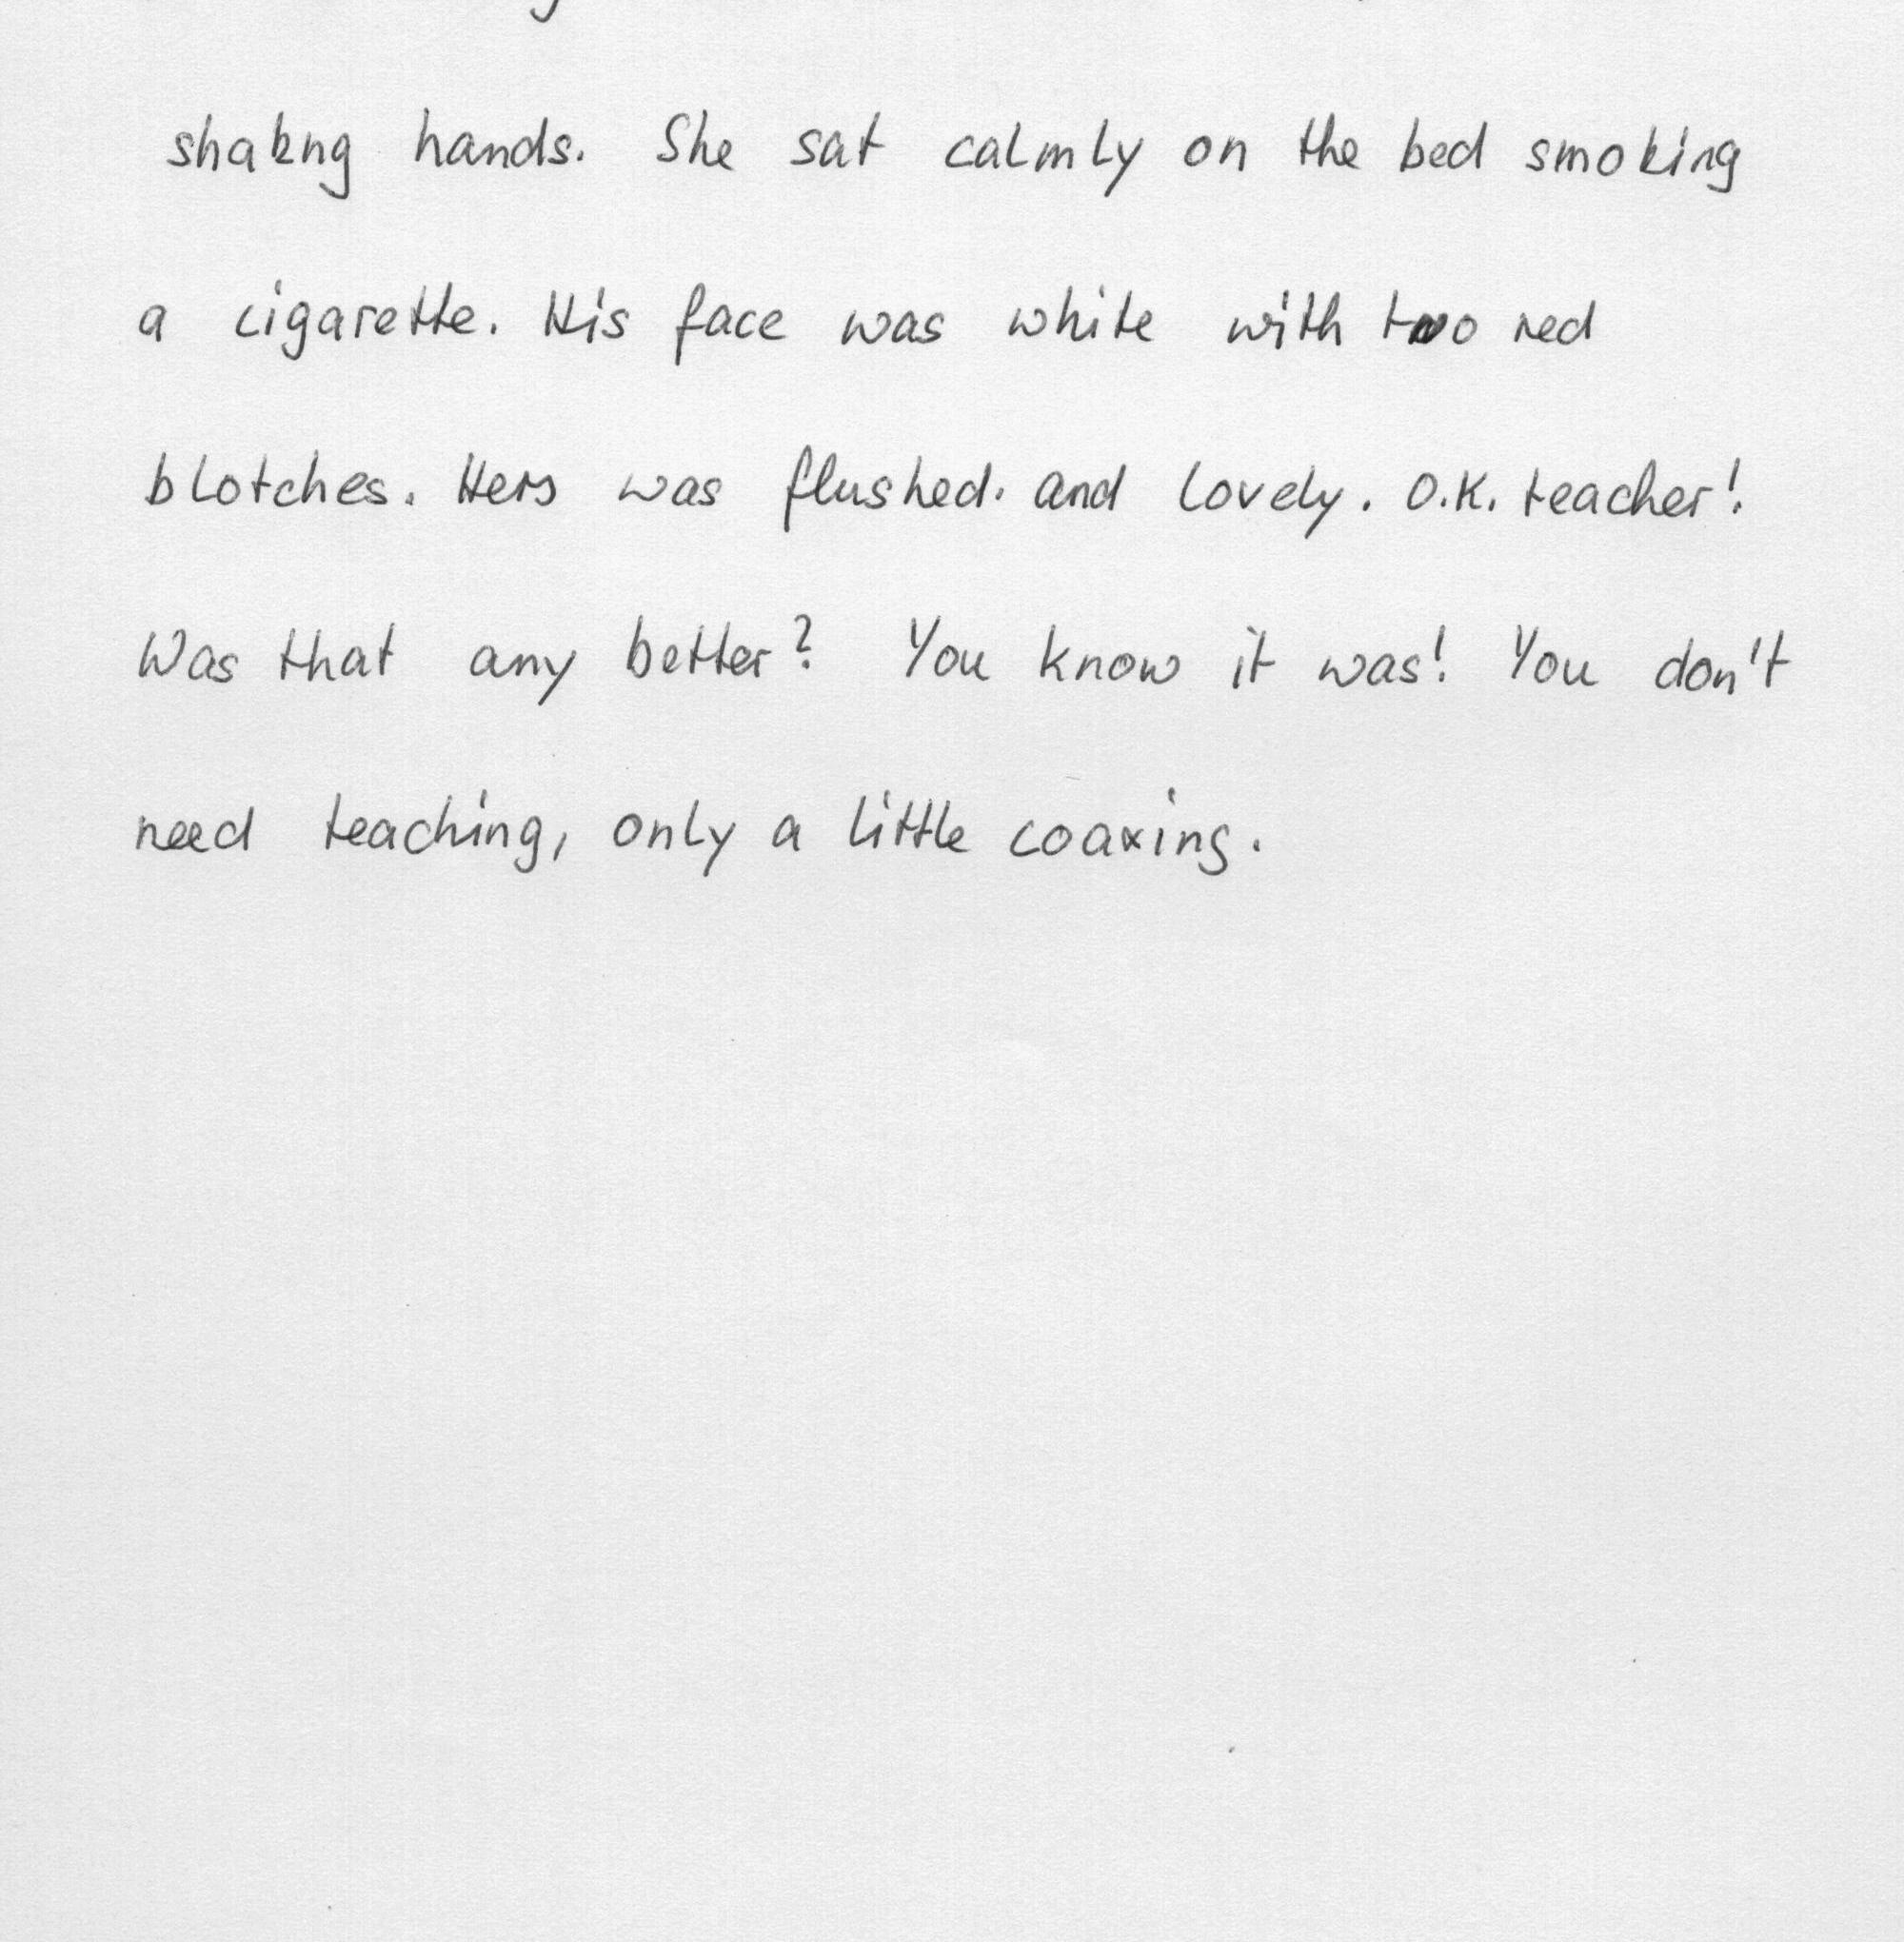 shakng hands. She sat calmly on the bed smoking
a cigarette. His face was white with two red
blotches. Hers was flushed. and lovely. O.K. teacher!
Was that any better? You know it was! You don't
need teaching, only a little coaxing.